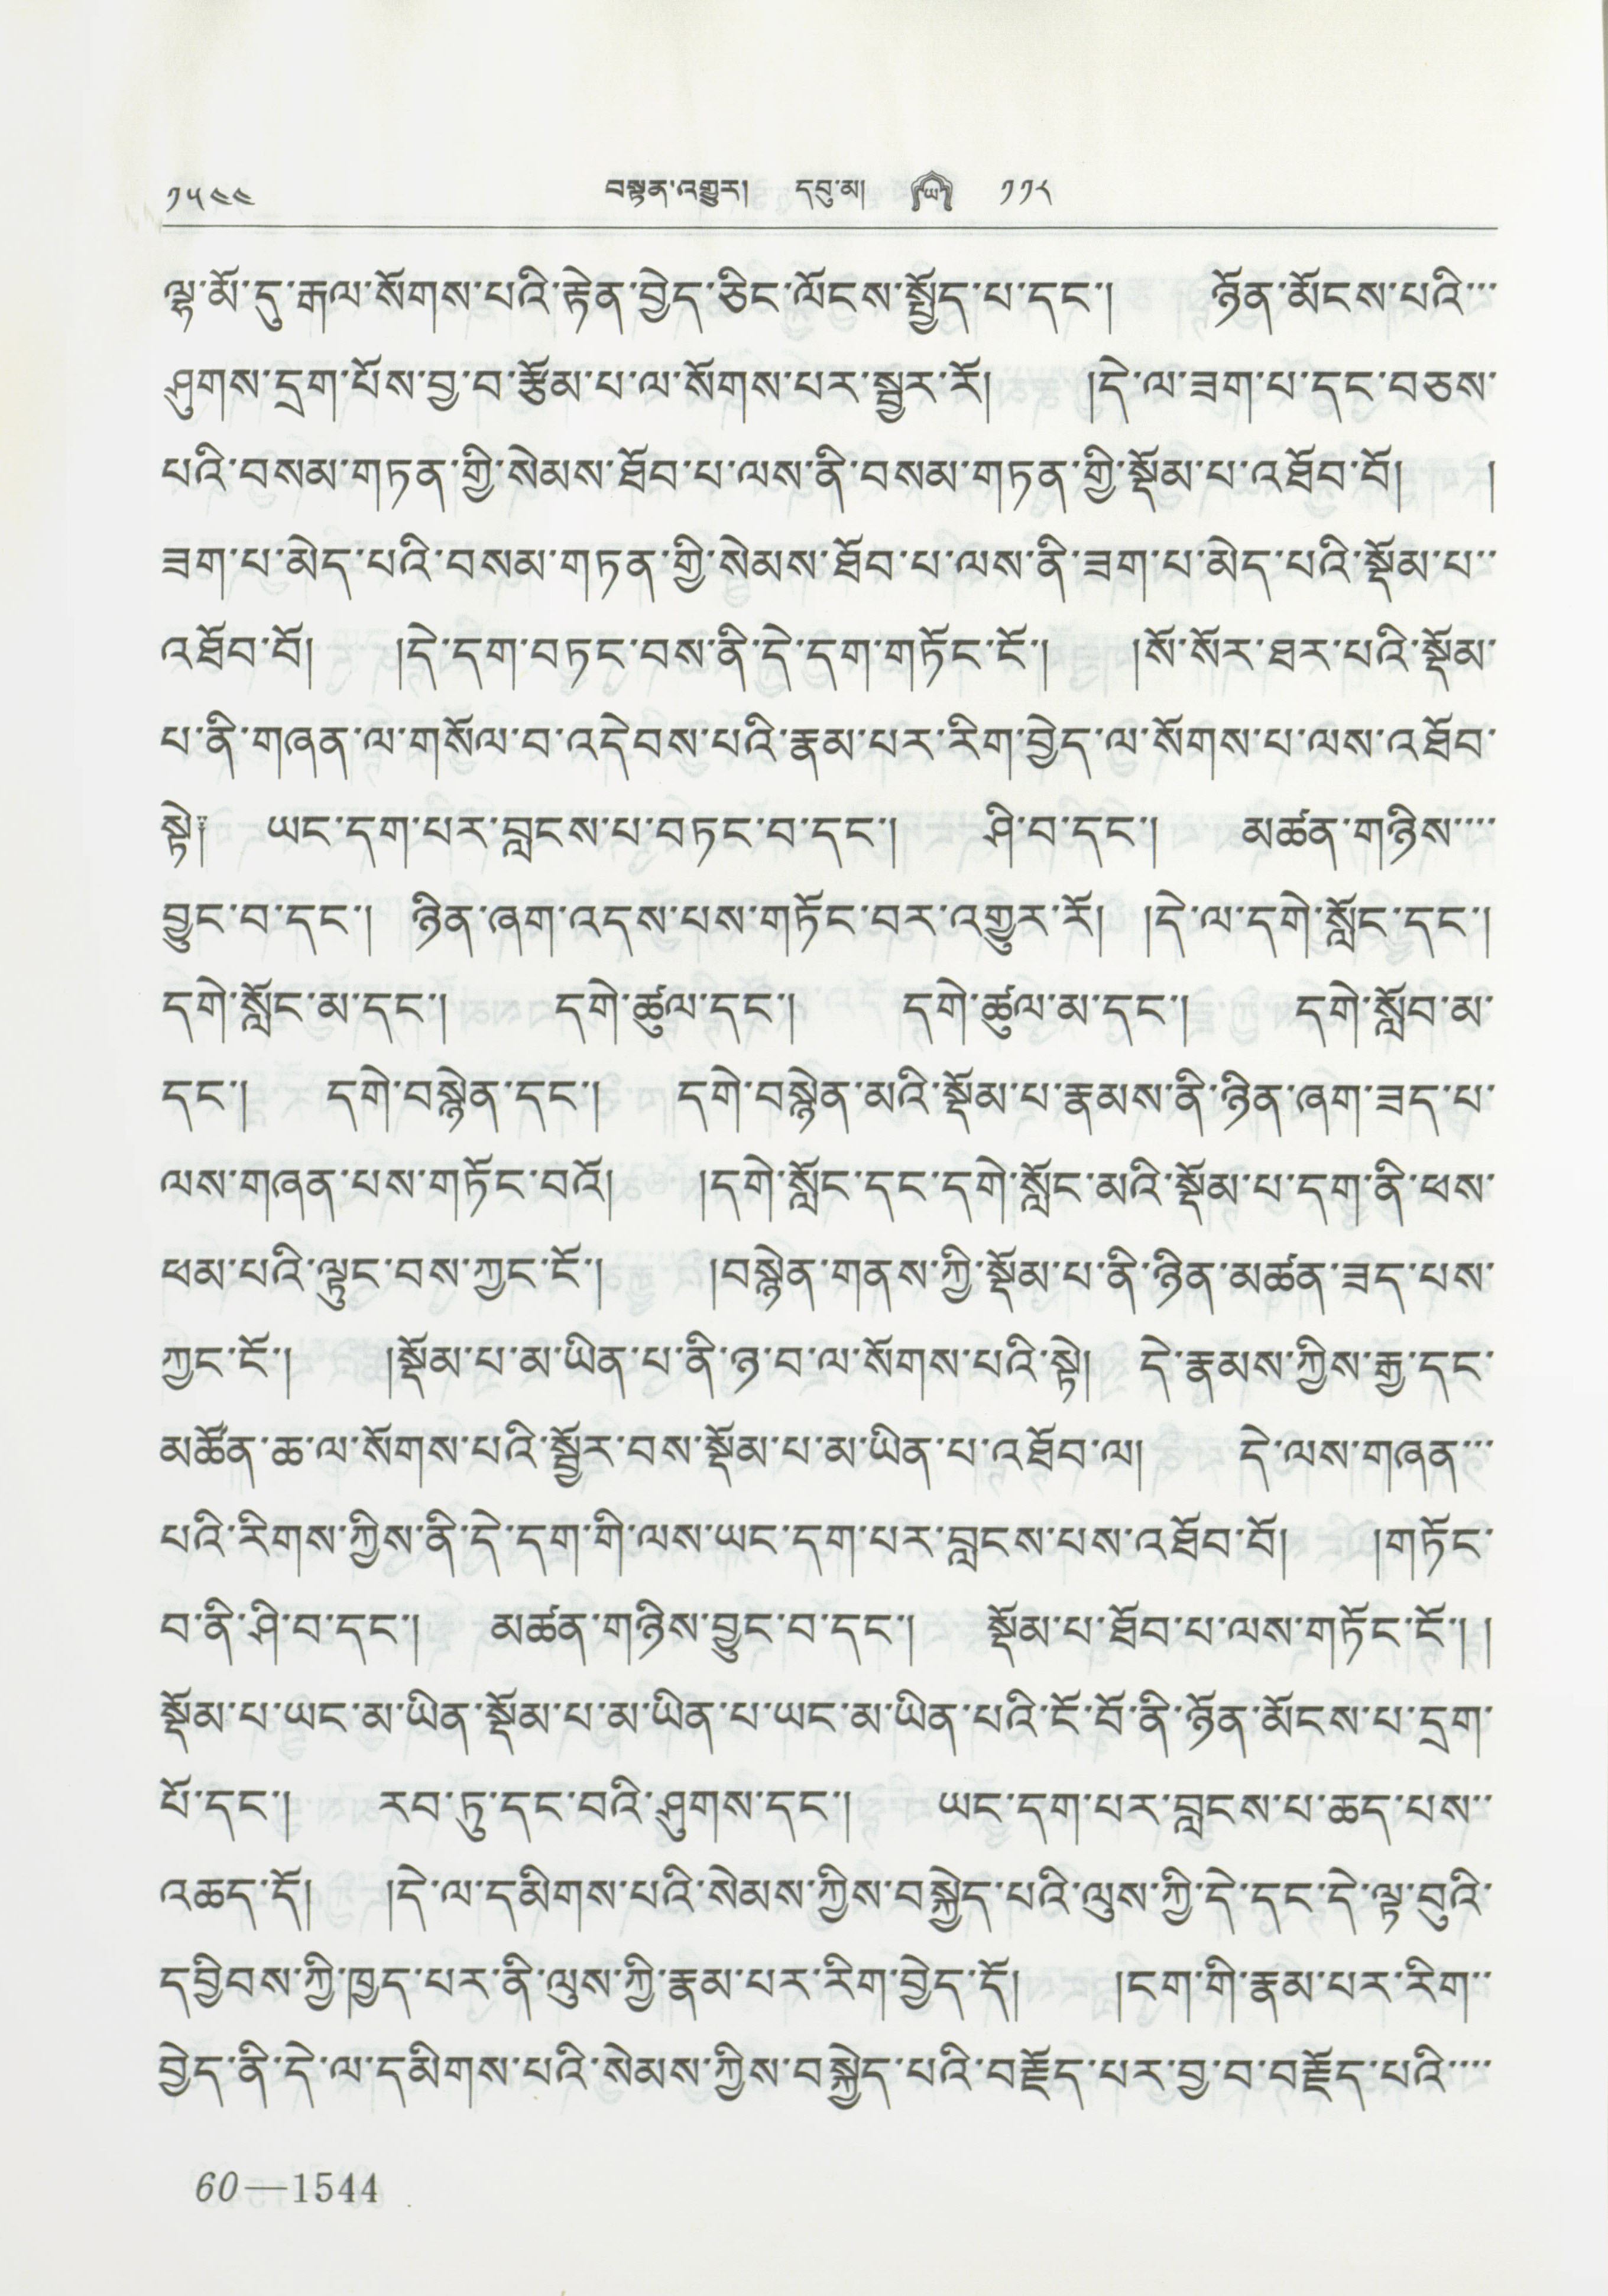 ༡༥༤༤ བསྟན་འགྱུར། དབུ་མ། ཡ ༡༡༨
ལྷ་མོ་དུ་རྒལ་སོགས་པའི་རྟེན་བྱེད་ཅིང་ལོངས་སྤྱོད་པ་དང་། ཉོན་མོངས་པའི་་་
ཤུགས་དྲག་པོས་བྱ་བ་རྩོམ་པ་ལ་སོགས་པར་སྦྱར་རོ། །དེ་ལ་ཟག་པ་དང་བཅས་
པའི་བསམ་གཏན་གྱི་སེམས་ཐོབ་པ་ལས་ནི་བསམ་གཏན་གྱི་སྡོམ་པ་འཐོབ་བོ། །
ཟག་པ་མེད་པའི་བསམ་གཏན་གྱི་སེམས་ཐོབ་པ་ལས་ནི་ཟག་པ་མེད་པའི་སྡོམ་པ་་
འཐོབ་བོ། །དེ་དག་བཏང་བས་ནི་དེ་དག་གཏོང་ངོ་། །སོ་སོར་ཐར་པའི་སྡོམ་
པ་ནི་གཞན་ལ་གསོལ་བ་འདེབས་པའི་རྣམ་པར་རིག་བྱེད་ལ་སོགས་པ་ལས་འཐོབ་
སྟེ༑ ཡང་དག་པར་བླངས་པ་བཏང་བ་དང་། ཤི་བ་དང་། མཚན་གཉིས་་་་
བྱུང་བ་དང་། ཉིན་ཞག་འདས་པས་གཏོང་བར་འགྱུར་རོ། །དེ་ལ་དགེ་སློང་དང་།
དགེ་སློང་མ་དང་། དགེ་ཚུལ་དང་། དགེ་ཚུལ་མ་དང་། དགེ་སློབ་མ་
དང་། དགེ་བསྙེན་དང་། དགེ་བསྙེན་མའི་སྡོམ་པ་རྣམས་ནི་ཉིན་ཞག་ཟད་པ་
ལས་གཞན་པས་གཏོང་བའོ། །དགེ་སློང་དང་དགེ་སློང་མའི་སྡོམ་པ་དག་ནི་ཕས་
ཕམ་པའི་ལྟུང་བས་ཀྱང་ངོ་། །བསྙེན་གནས་ཀྱི་སྡོམ་པ་ནི་ཉིན་མཚན་ཟད་པས་
ཀྱང་ངོ་། །སྡོམ་པ་མ་ཡིན་པ་ནི་ཉ་བ་ལ་སོགས་པའི་སྟེ། དེ་རྣམས་ཀྱིས་རྒྱ་དང་
མཚོན་ཆ་ལ་སོགས་པའི་སྦྱོར་བས་སྡོམ་པ་མ་ཡིན་པ་འཐོབ་ལ། དེ་ལས་གཞན་་་
པའི་རིགས་ཀྱིས་ནི་དེ་དག་གི་ལས་ཡང་དག་པར་བླངས་པས་འཐོབ་བོ། །གཏོང་
བ་ནི་ཤི་བ་དང་། མཚན་གཉིས་བྱུང་བ་དང་། སྡོམ་པ་ཐོབ་པ་ལས་གཏོང་ངོ་། །
སྡོམ་པ་ཡང་མ་ཡིན་སྡོམ་པ་མ་ཡིན་པ་ཡང་མ་ཡིན་པའི་ངོ་བོ་ནི་ཉོན་མོངས་པ་དྲག་
པོ་དང་། རབ་ཏུ་དང་བའི་ཤུགས་དང་། ཡང་དག་པར་བླངས་པ་ཆད་པས་་
འཆད་དོ། །དེ་ལ་དམིགས་པའི་སེམས་ཀྱིས་བསྐྱེད་པའི་ལུས་ཀྱི་དེ་དང་དེ་ལྟ་བུའི་
དབྱིབས་ཀྱི་ཁྱད་པར་ནི་ལུས་ཀྱི་རྣམ་པར་རིག་བྱེད་དོ། །ངག་གི་རྣམ་པར་རིག་་
བྱེད་ནི་དེ་ལ་དམིགས་པའི་སེམས་ཀྱིས་བསྐྱེད་པའི་བརྗོད་པར་བྱ་བ་བརྗོད་པའི་་་་
60—1544